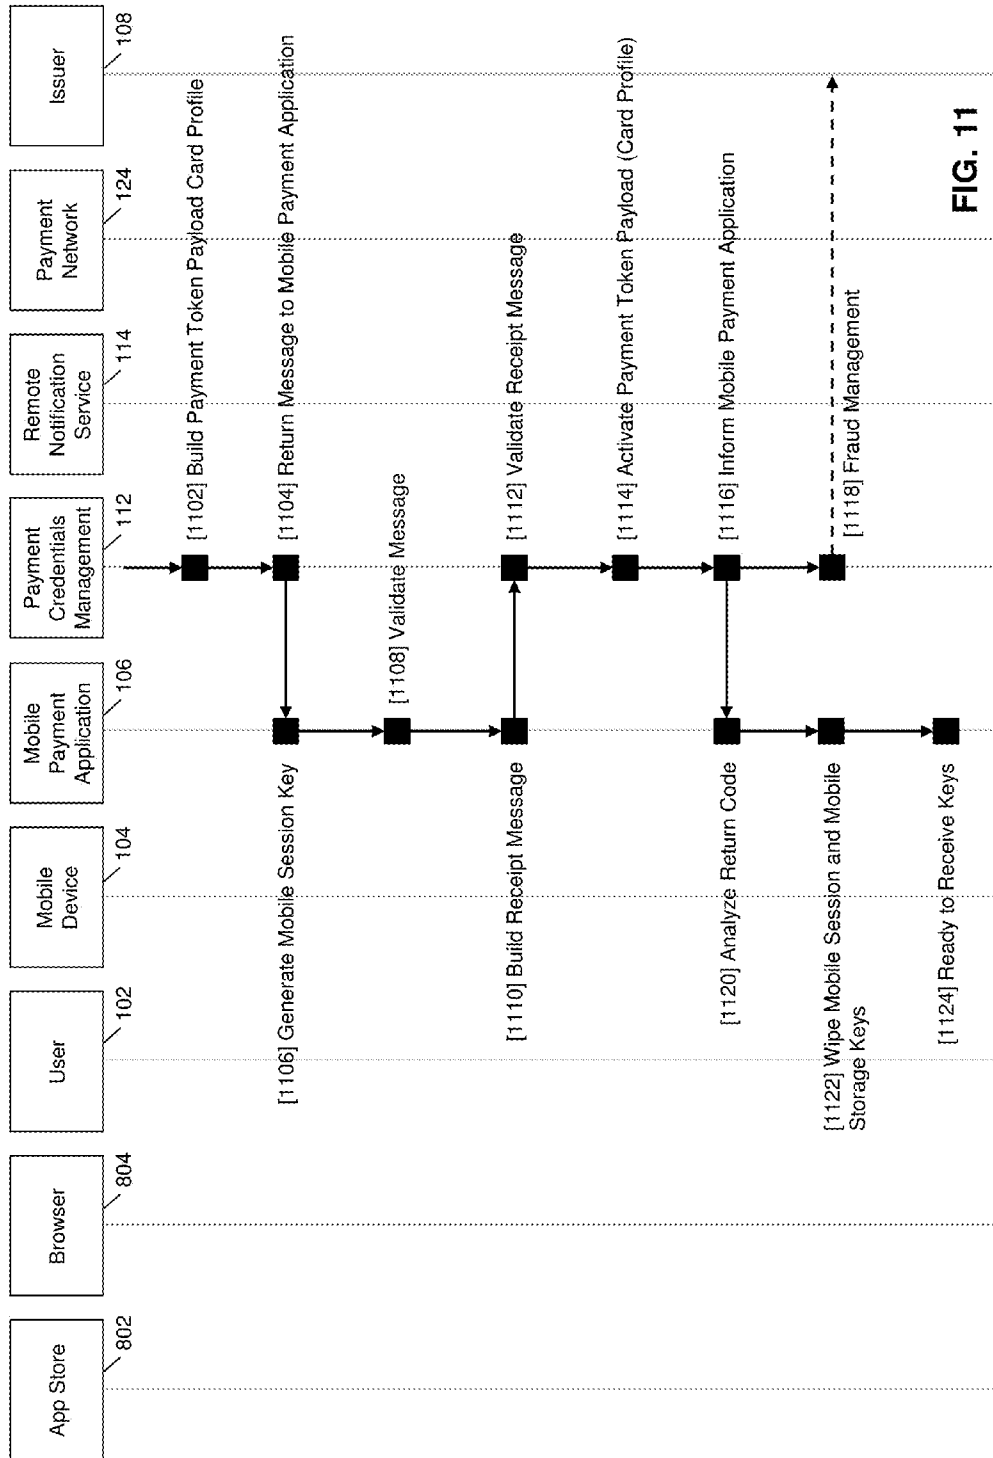 App Store
802
Browser
804
User
102
Mobile
Device
104
Mobile
Payment
Application
106
Payment
Credentials
Management
112
Remote
Notification
Service
114
Payment
Network
124
Issuer
108
[1102] Build Payment Token Payload Card Profile
[1104] Return Message to Mobile Payment Application
[1106] Generate Mobile Session Key
[1108] Validate Message
[1110] Build Receipt Message
[1112] Validate Receipt Message
[1114] Activate Payment Token Payload (Card Profile)
[1116] Inform Mobile Payment Application
[1120] Analyze Return Code
[1118] Fraud Management
[1122] Wipe Mobile Session and Mobile
Storage Keys
[1124] Ready to Receive Keys
FIG. 11